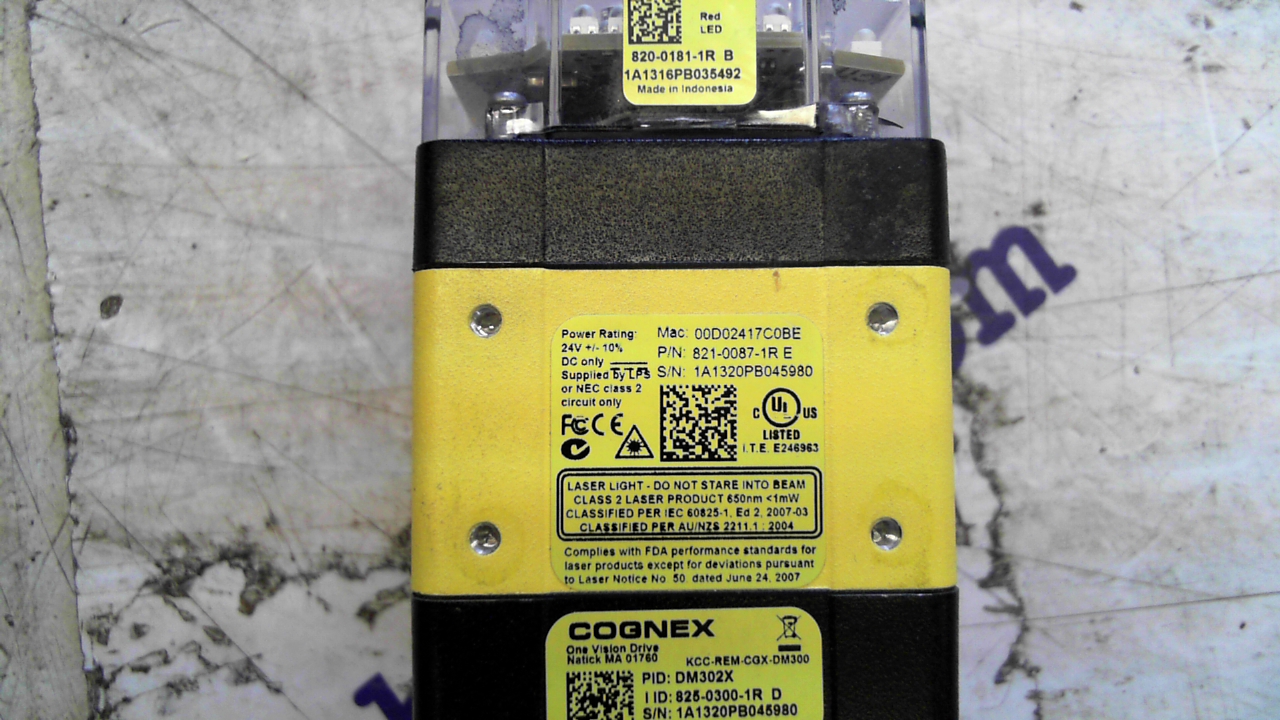 Red
LED
820-0181-1R B
1A1316PB035492
Made in Indonesia
Power Rating:
24V +/- 10%
DC only
Supplied by LPS
or NEC class 2
circuit only
Mac: 00D02417C0BE
P/N: 821-0087-1R E
S/N: 1A1320PB045980
FC CE
C UL US
LISTED
I.T.E. E246963
LASER LIGHT - DO NOT STARE INTO BEAM
CLASS 2 LASER PRODUCT 650nm <1mW
CLASSIFIED PER IEC 60825-1, Ed 2, 2007-03
CLASSIFIED PER AU/NZS 2211.1 : 2004
Complies with FDA performance standards for
laser products except for deviations pursuant
to Laser Notice No. 50, dated June 24, 2007
COGNEX
One Vision Drive
Natick MA 01760
KCC-REM-CGX-DM300
PID: DM302X
I ID: 825-0300-1R D
S/N: 1A1320PB045980
om